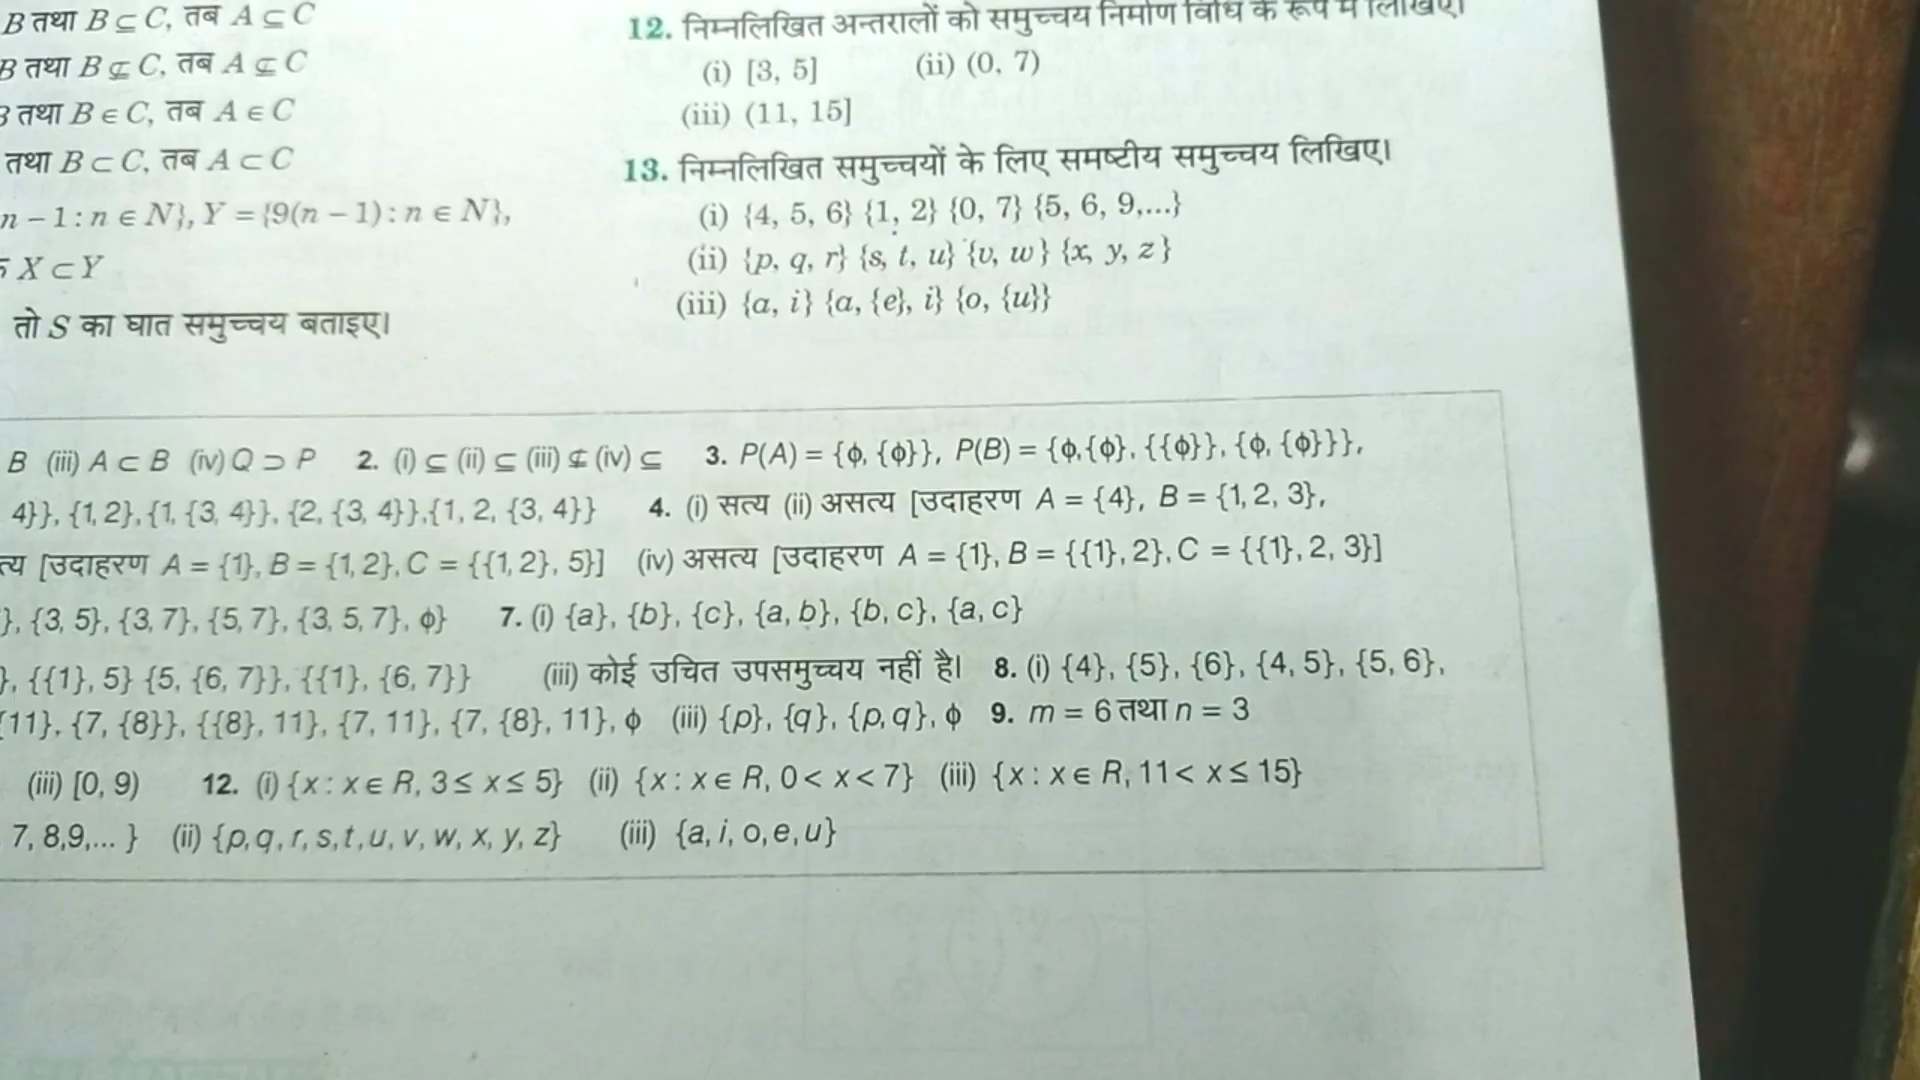 B तथा B ⊆ C, तब A ⊆ C
B तथा B ⊈ C, तब A ⊈ C
B तथा B ∈ C, तब A ∈ C
तथा B ⊂ C, तब A ⊂ C
n – 1 : n ∈ N}, Y = {9(n – 1) : n ∈ N},
X ⊂ Y
तो S का घात समुच्चय बताइए।
12. निम्नलिखित अन्तरालों को समुच्चय निर्माण विधि के रूप में लिखिए।
(i) [3, 5] (ii) (0, 7)
(iii) (11, 15]
13. निम्नलिखित समुच्चयों के लिए समष्टीय समुच्चय लिखिए।
(i) {4, 5, 6} {1, 2} {0, 7} {5, 6, 9,...}
(ii) {p, q, r} {s, t, u} {v, w} {x, y, z}
(iii) {a, i} {a, {e}, i} {o, {u}}
B (iii) A ⊂ B (iv) Q ⊃ P 2. (i) ⊆ (ii) ⊆ (iii) ⊈ (iv) ⊆ 3. P(A) = {ϕ, {ϕ}}, P(B) = {ϕ,{ϕ}, {{ϕ}}, {ϕ, {ϕ}}},
4}}, {1, 2}, {1, {3, 4}}, {2, {3, 4}},{1, 2, {3, 4}} 4. (i) सत्य (ii) असत्य [उदाहरण A = {4}, B = {1, 2, 3},
[उदाहरण A = {1}, B = {1, 2}, C = {{1, 2}, 5}] (iv) असत्य [उदाहरण A = {1}, B = {{1}, 2}, C = {{1}, 2, 3}]
}, {3, 5}, {3, 7}, {5, 7}, {3, 5, 7}, ϕ} 7. (i) {a}, {b}, {c}, {a, b}, {b, c}, {a, c}
}, {{1}, 5} {5, {6, 7}}, {{1}, {6, 7}} (iii) कोई उचित उपसमुच्चय नहीं है। 8. (i) {4}, {5}, {6}, {4, 5}, {5, 6},
{11}, {7, {8}}, {{8}, 11}, {7, 11}, {7, {8}, 11}, ϕ (iii) {p}, {q}, {p, q}, ϕ 9. m = 6 तथा n = 3
(iii) [0, 9) 12. (i) {x : x ∈ R, 3 ≤ x ≤ 5} (ii) {x : x ∈ R, 0 < x < 7} (iii) {x : x ∈ R, 11 < x ≤ 15}
7, 8,9,... } (ii) {p, q, r, s, t, u, v, w, x, y, z} (iii) {a, i, o, e, u}